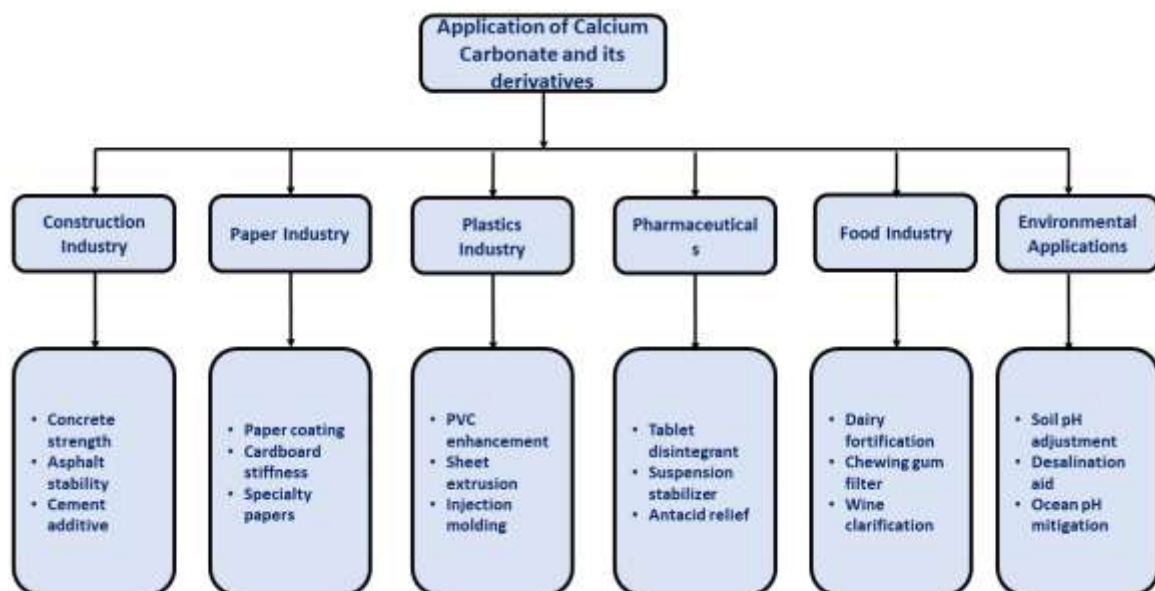 Application of Calcium
Carbonate and its
derivatives
Construction
Industry
Paper Industry
Plastics
Industry
Pharmaceutical
s
Food Industry
Environmental
Applications
• Concrete
strength
• Asphalt
stability
• Cement
additive
• Paper coating
• Cardboard
stiffness
• Specialty
papers
• PVC
enhancement
• Sheet
extrusion
• Injection
molding
• Tablet
disintegrant
• Suspension
stabilizer
• Antacid relief
• Dairy
fortification
• Chewing gum
filter
• Wine
clarification
• Soil pH
adjustment
• Desalination
aid
• Ocean pH
mitigation